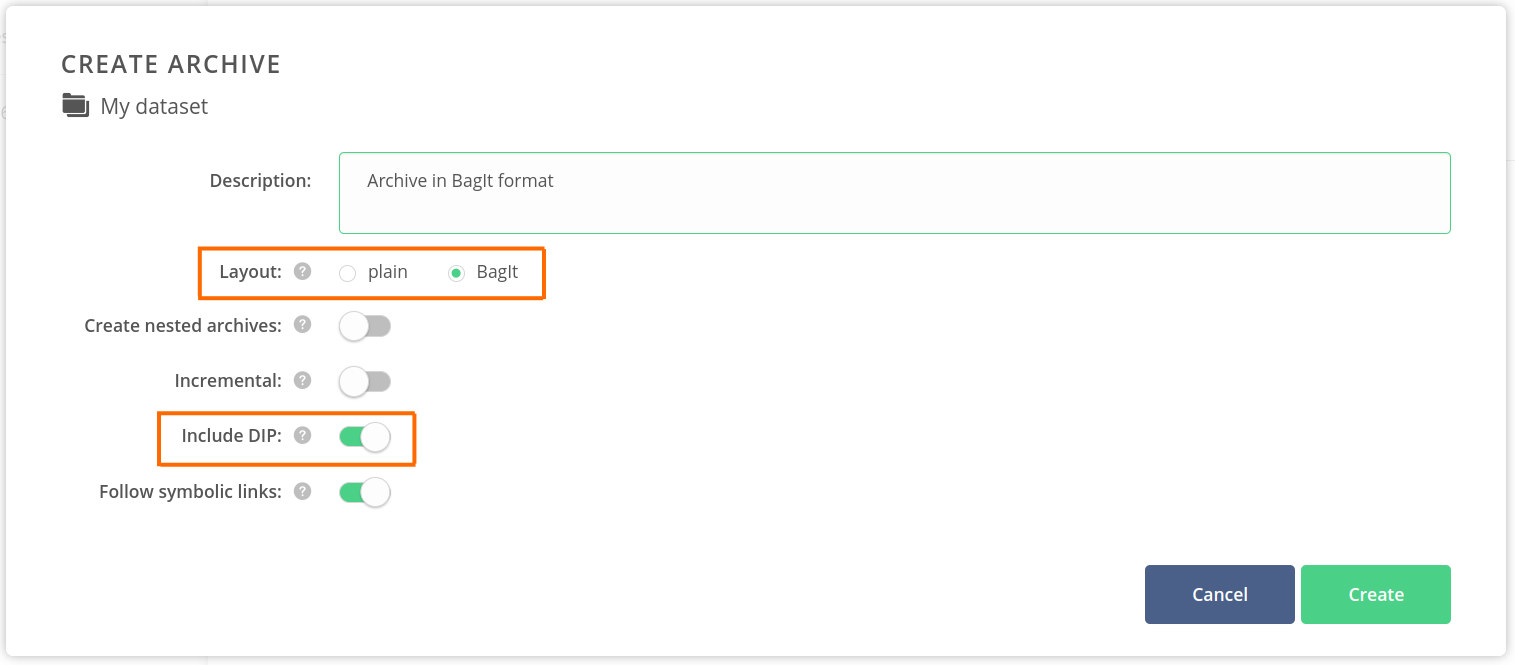 CREATE ARCHIVE
My dataset
Description: Archive in BagIt format
Layout: ? plain BagIt
Create nested archives: ?
Incremental: ?
Include DIP: ?
Follow symbolic links: ?
Cancel Create